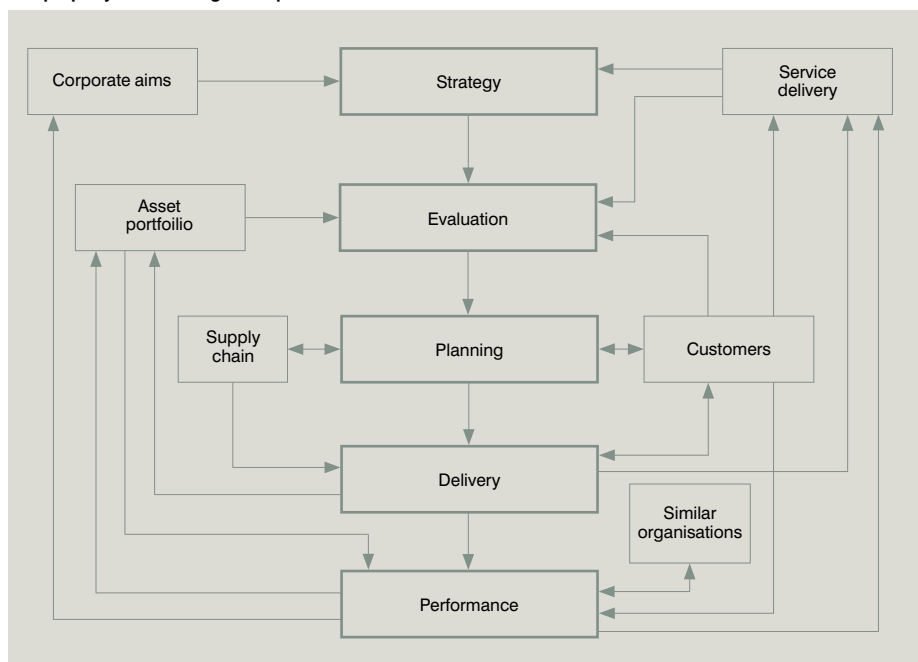 Corporate aims
Strategy
Service
delivery
Asset
portfoilio
Evaluation
Supply
chain
Planning
Customers
Delivery
Similar
organisations
Performance